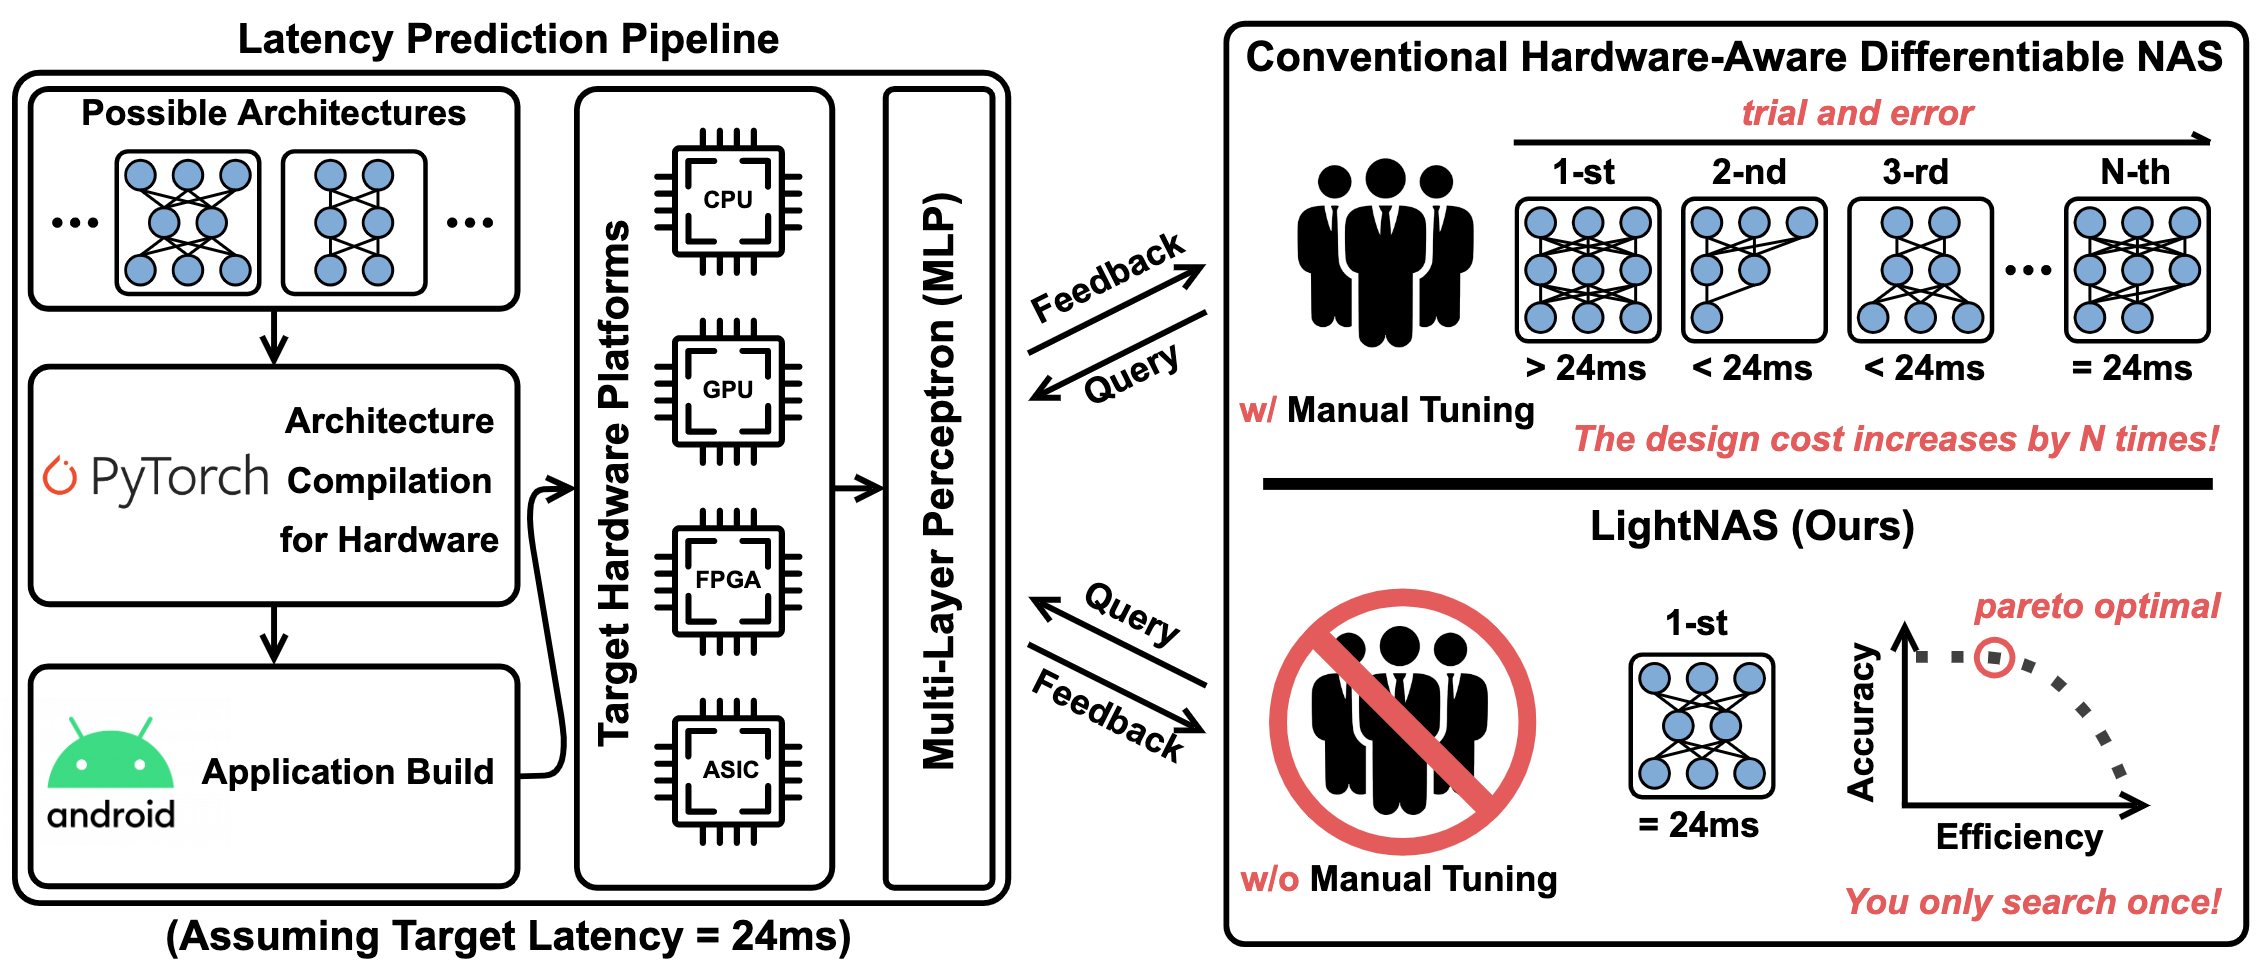 Latency Prediction Pipeline
Possible Architectures
... ...
PyTorch
Architecture
Compilation
for Hardware
android
Application Build
Target Hardware Platforms
CPU
GPU
FPGA
ASIC
Multi-Layer Perceptron (MLP)
(Assuming Target Latency = 24ms)
Feedback
Query
Query
Feedback
Conventional Hardware-Aware Differentiable NAS
trial and error
1-st 2-nd 3-rd N-th
...
> 24ms < 24ms < 24ms = 24ms
w/ Manual Tuning
The design cost increases by N times!
LightNAS (Ours)
1-st
= 24ms
w/o Manual Tuning
pareto optimal
Accuracy
Efficiency
You only search once!